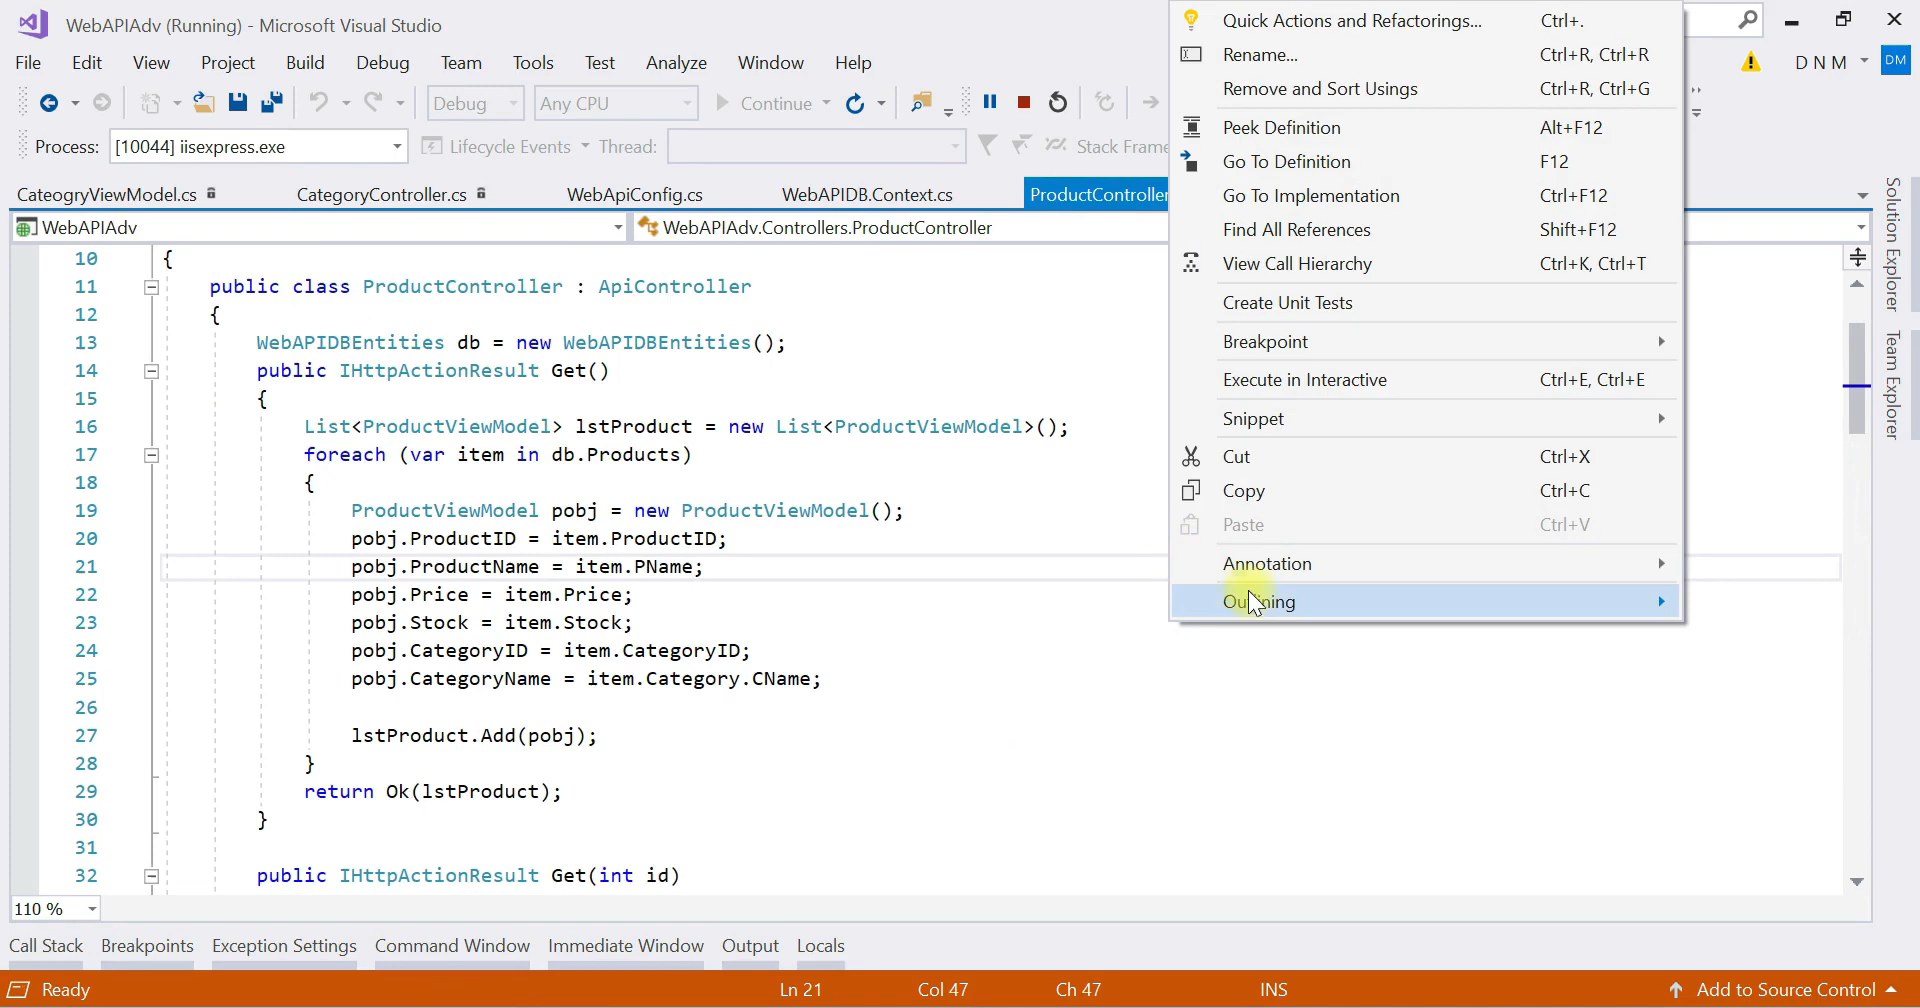 WebAPIAdv (Running) - Microsoft Visual Studio
File Edit View Project Build Debug Team Tools Test Analyze Window Help
D N M DM
Debug Any CPU Continue
Process: [10044] iisexpress.exe Lifecycle Events Thread: Stack Frame
CateogryViewModel.cs CategoryController.cs WebApiConfig.cs WebAPIDB.Context.cs ProductController
WebAPIAdv WebAPIAdv.Controllers.ProductController
10 {
11 public class ProductController : ApiController
12 {
13 WebAPIDBEntities db = new WebAPIDBEntities();
14 public IHttpActionResult Get()
15 {
16 List<ProductViewModel> lstProduct = new List<ProductViewModel>();
17 foreach (var item in db.Products)
18 {
19 ProductViewModel pobj = new ProductViewModel();
20 pobj.ProductID = item.ProductID;
21 pobj.ProductName = item.PName;
22 pobj.Price = item.Price;
23 pobj.Stock = item.Stock;
24 pobj.CategoryID = item.CategoryID;
25 pobj.CategoryName = item.Category.CName;
26
27 lstProduct.Add(pobj);
28 }
29 return Ok(lstProduct);
30 }
31
32 public IHttpActionResult Get(int id)
Quick Actions and Refactorings... Ctrl+.
Rename... Ctrl+R, Ctrl+R
Remove and Sort Usings Ctrl+R, Ctrl+G
Peek Definition Alt+F12
Go To Definition F12
Go To Implementation Ctrl+F12
Find All References Shift+F12
View Call Hierarchy Ctrl+K, Ctrl+T
Create Unit Tests
Breakpoint
Execute in Interactive Ctrl+E, Ctrl+E
Snippet
Cut Ctrl+X
Copy Ctrl+C
Paste Ctrl+V
Annotation
Outlining
Solution Explorer
Team Explorer
110 %
Call Stack Breakpoints Exception Settings Command Window Immediate Window Output Locals
Ready Ln 21 Col 47 Ch 47 INS Add to Source Control